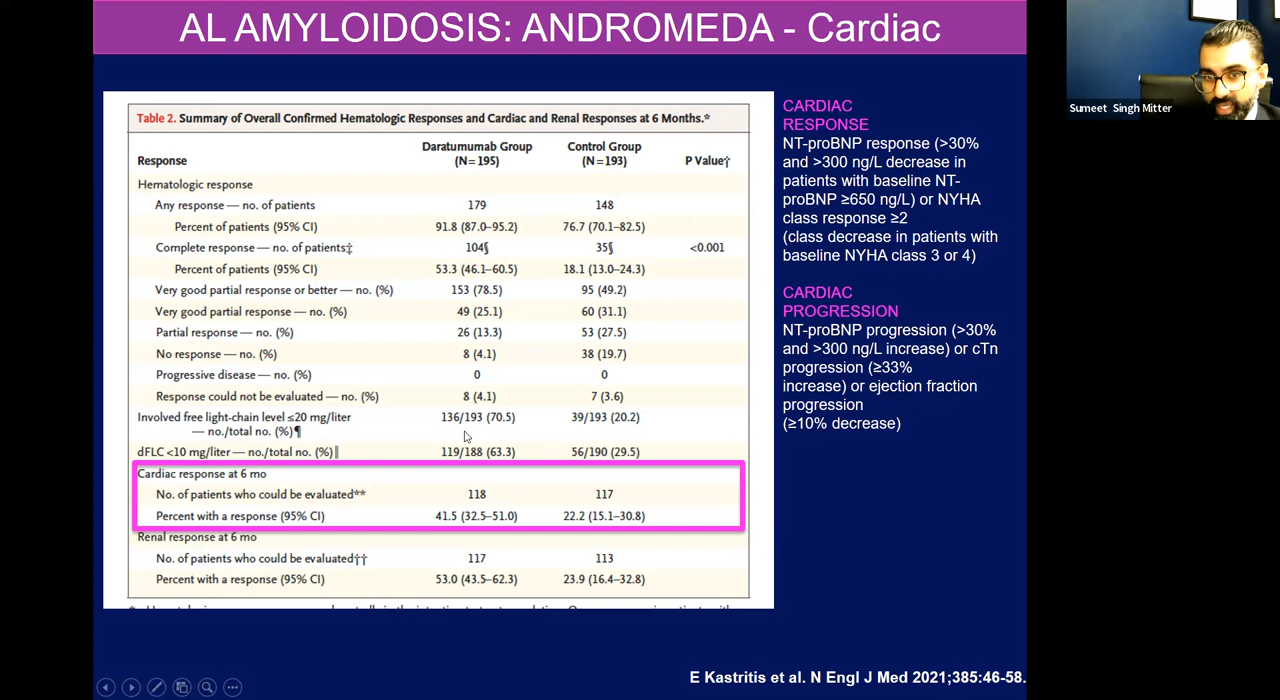 AL AMYLOIDOSIS: ANDROMEDA - Cardiac
Sumeet Singh Mitter
Table 2. Summary of Overall Confirmed Hematologic Responses and Cardiac and Renal Responses at 6 Months.*
Response Daratumumab Group (N=195) Control Group (N=193) P Value†
Hematologic response
Any response — no. of patients 179 148
Percent of patients (95% CI) 91.8 (87.0–95.2) 76.7 (70.1–82.5)
Complete response — no. of patients‡ 104§ 35§ <0.001
Percent of patients (95% CI) 53.3 (46.1–60.5) 18.1 (13.0–24.3)
Very good partial response or better — no. (%) 153 (78.5) 95 (49.2)
Very good partial response — no. (%) 49 (25.1) 60 (31.1)
Partial response — no. (%) 26 (13.3) 53 (27.5)
No response — no. (%) 8 (4.1) 38 (19.7)
Progressive disease — no. (%) 0 0
Response could not be evaluated — no. (%) 8 (4.1) 7 (3.6)
Involved free light-chain level ≤20 mg/liter 136/193 (70.5) 39/193 (20.2)
— no./total no. (%)¶
dFLC <10 mg/liter — no./total no. (%)‖ 119/188 (63.3) 56/190 (29.5)
Cardiac response at 6 mo
No. of patients who could be evaluated** 118 117
Percent with a response (95% CI) 41.5 (32.5–51.0) 22.2 (15.1–30.8)
Renal response at 6 mo
No. of patients who could be evaluated†† 117 113
Percent with a response (95% CI) 53.0 (43.5–62.3) 23.9 (16.4–32.8)
CARDIAC
RESPONSE
NT-proBNP response (>30%
and >300 ng/L decrease in
patients with baseline NT-
proBNP ≥650 ng/L) or NYHA
class response ≥2
(class decrease in patients with
baseline NYHA class 3 or 4)
CARDIAC
PROGRESSION
NT-proBNP progression (>30%
and >300 ng/L increase) or cTn
progression (≥33%
increase) or ejection fraction
progression
(≥10% decrease)
E Kastritis et al. N Engl J Med 2021;385:46-58.